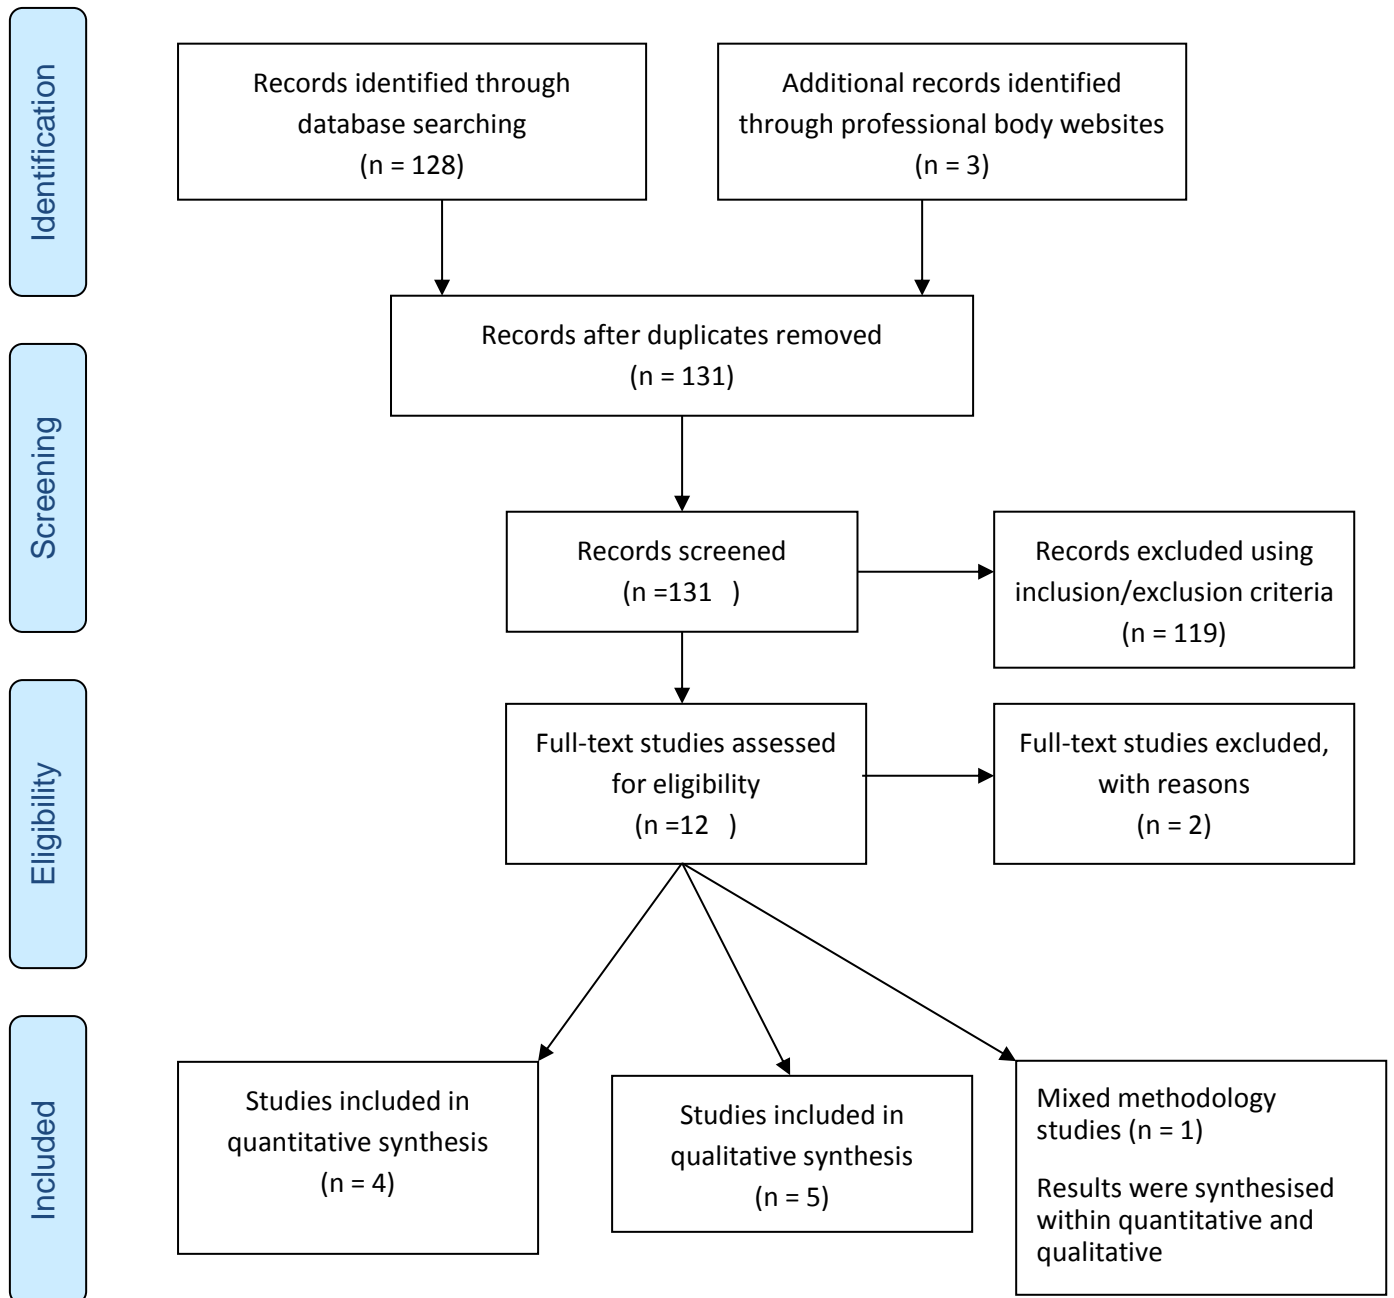 Identification
Records identified through
database searching
(n = 128)
Additional records identified
through professional body websites
(n = 3)
Records after duplicates removed
(n = 131)
Screening
Records screened
(n =131   )
Records excluded using
inclusion/exclusion criteria
(n = 119)
Eligibility
Full-text studies assessed
for eligibility
(n =12   )
Full-text studies excluded,
with reasons
(n = 2)
Included
Studies included in
quantitative synthesis
(n = 4)
Studies included in
qualitative synthesis
(n = 5)
Mixed methodology
studies (n = 1)
Results were synthesised
within quantitative and
qualitative